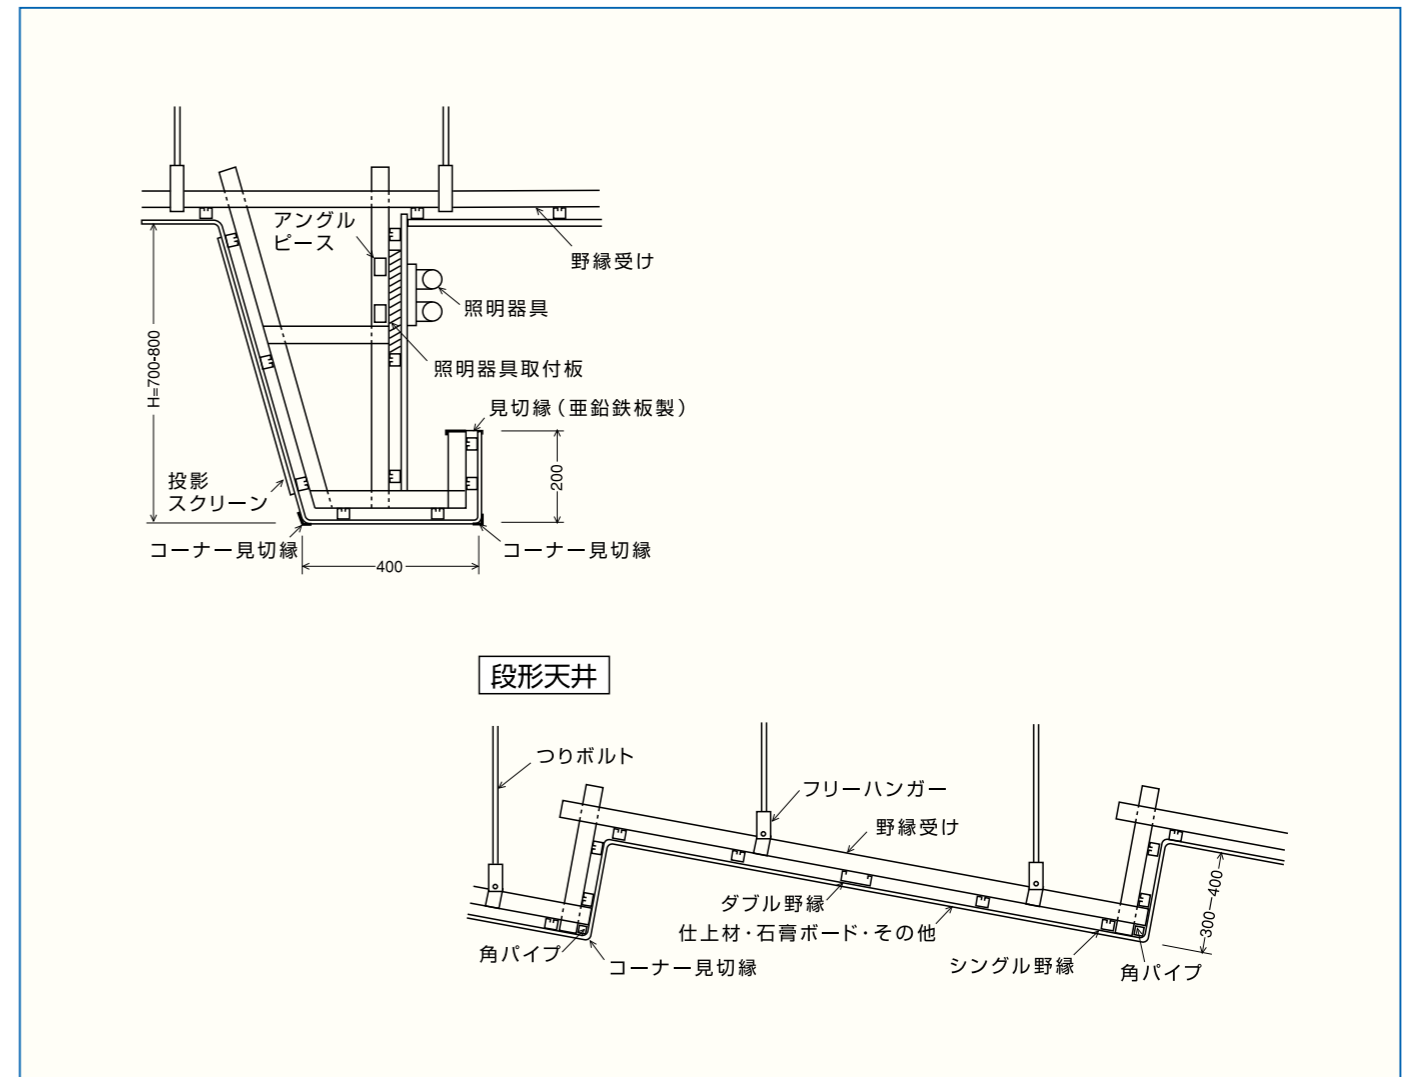 アングル
ピース
野縁受け
照明器具
照明器具取付板
見切縁（亜鉛鉄板製）
H=700-800
200
投影
スクリーン
コーナー見切縁
コーナー見切縁
400
段形天井
つりボルト
フリーハンガー
野縁受け
ダブル野縁
仕上材・石膏ボード・その他
300-400
角パイプ
コーナー見切縁
シングル野縁
角パイプ